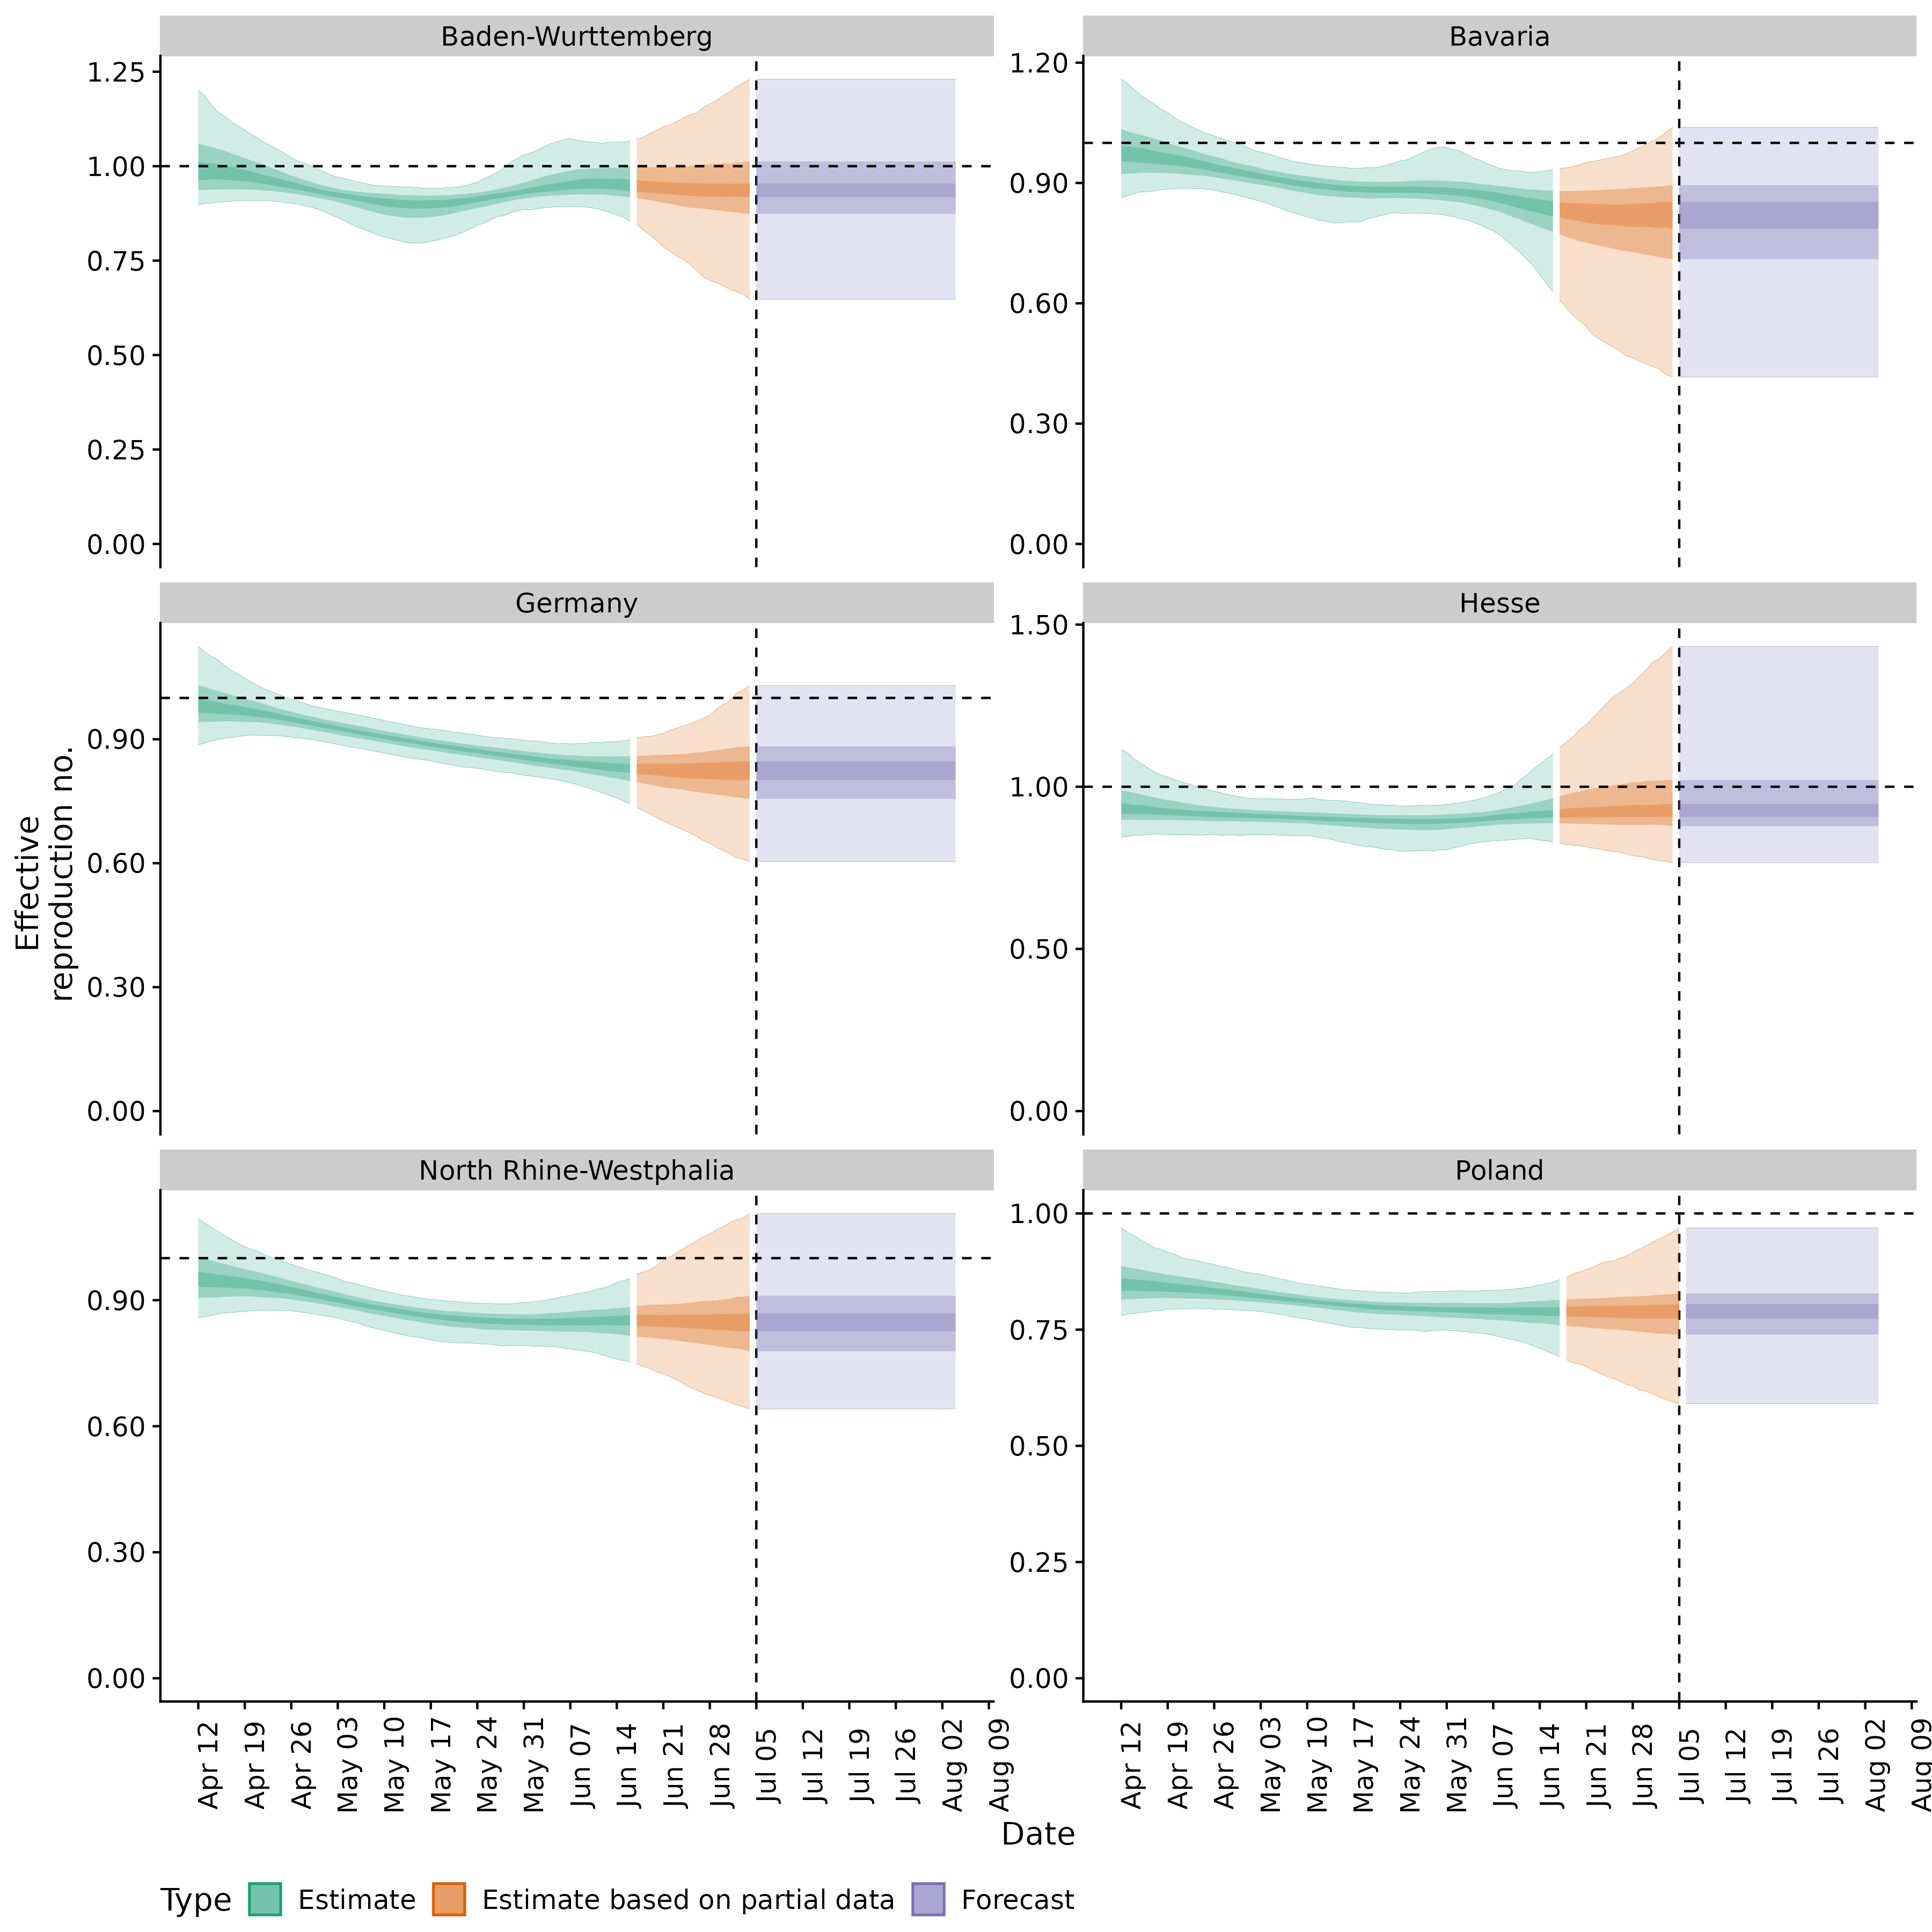 Baden-Wurttemberg
1.25
1.00
0.75
0.50
0.25
0.00
Bavaria
1.20
0.90
0.60
0.30
0.00
Germany
0.90
0.60
0.30
0.00
Hesse
1.50
1.00
0.50
0.00
Effective
reproduction no.
North Rhine-Westphalia
0.90
0.60
0.30
0.00
Poland
1.00
0.75
0.50
0.25
0.00
Apr 12
Apr 19
Apr 26
May 03
May 10
May 17
May 24
May 31
Jun 07
Jun 14
Jun 21
Jun 28
Jul 05
Jul 12
Jul 19
Jul 26
Aug 02
Aug 09
Apr 12
Apr 19
Apr 26
May 03
May 10
May 17
May 24
May 31
Jun 07
Jun 14
Jun 21
Jun 28
Jul 05
Jul 12
Jul 19
Jul 26
Aug 02
Aug 09
Date
Type Estimate Estimate based on partial data Forecast